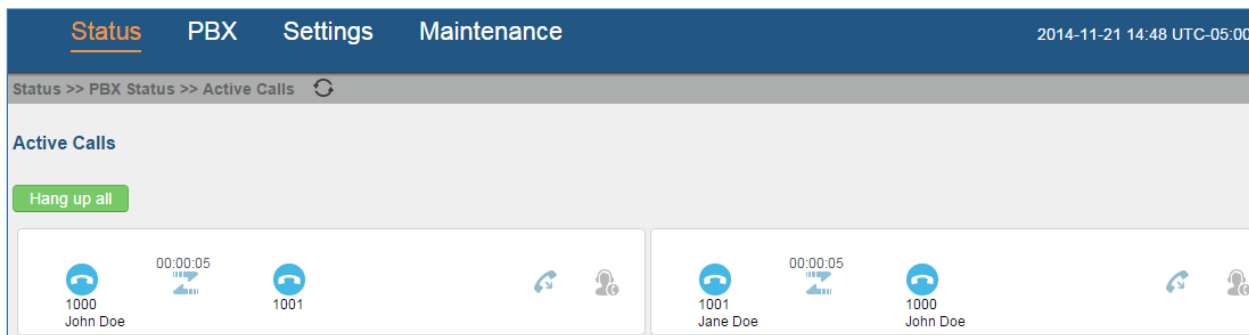 Status PBX Settings Maintenance 2014-11-21 14:48 UTC-05:00
Status >> PBX Status >> Active Calls
Active Calls
Hang up all
00:00:05 00:00:05
1000 1001 1001 1000
John Doe Jane Doe John Doe